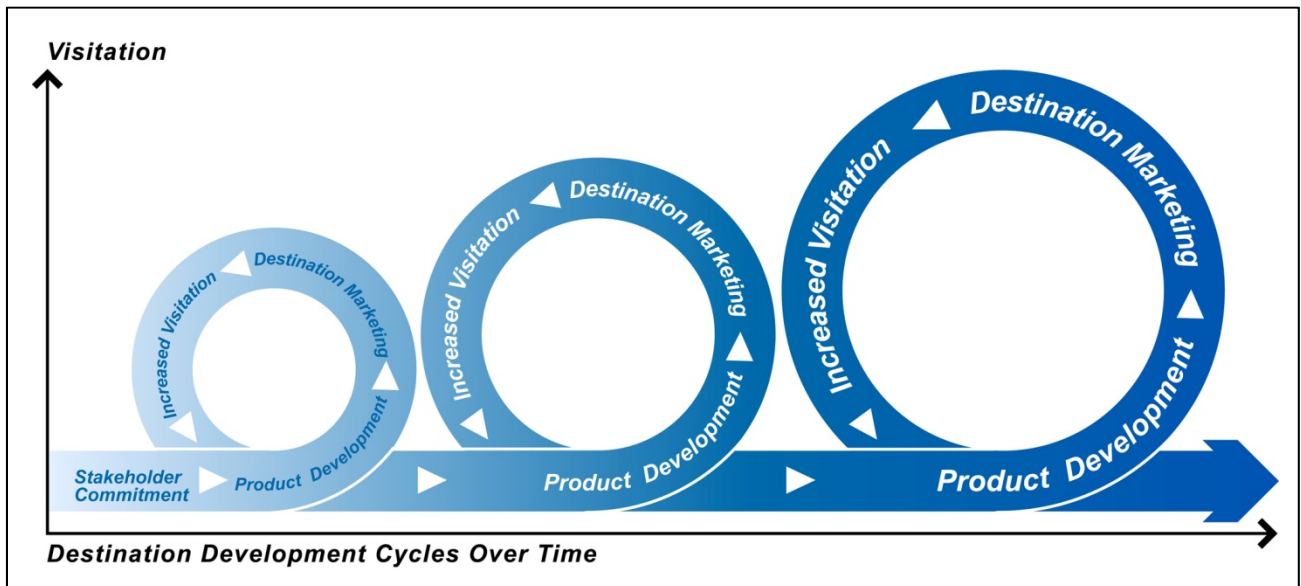 Visitation
Stakeholder
Commitment
Product Development
Destination Marketing
Increased Visitation
Product Development
Destination Marketing
Increased Visitation
Product Development
Destination Marketing
Increased Visitation
Destination Development Cycles Over Time